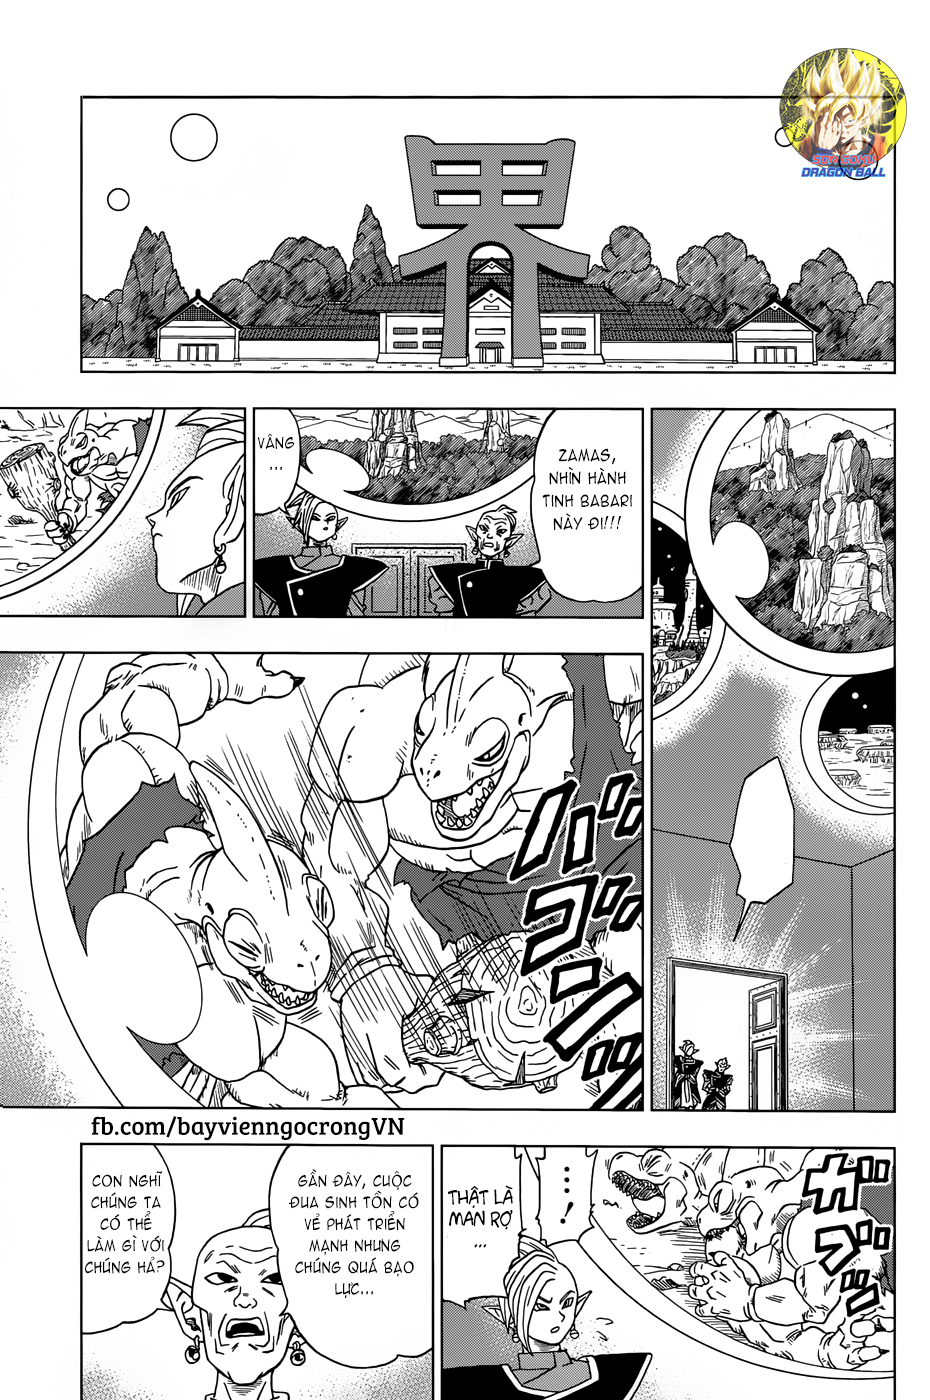 SON GOKU
DRAGON BALL
界
ZAMAS,
NHÌN HÀNH
TINH BABARI
NÀY ĐI!!!
VÂNG
...
fb.com/bayvienngocrongVN
...!
THẬT LÀ
MAN RỢ
...
GẦN ĐÂY, CUỘC
ĐUA SINH TỒN CÓ
VẺ PHÁT TRIỂN
MẠNH NHƯNG
CHÚNG QUÁ BẠO
LỰC...
CON NGHĨ
CHÚNG TA
CÓ THỂ
LÀM GÌ VỚI
CHÚNG HẢ?